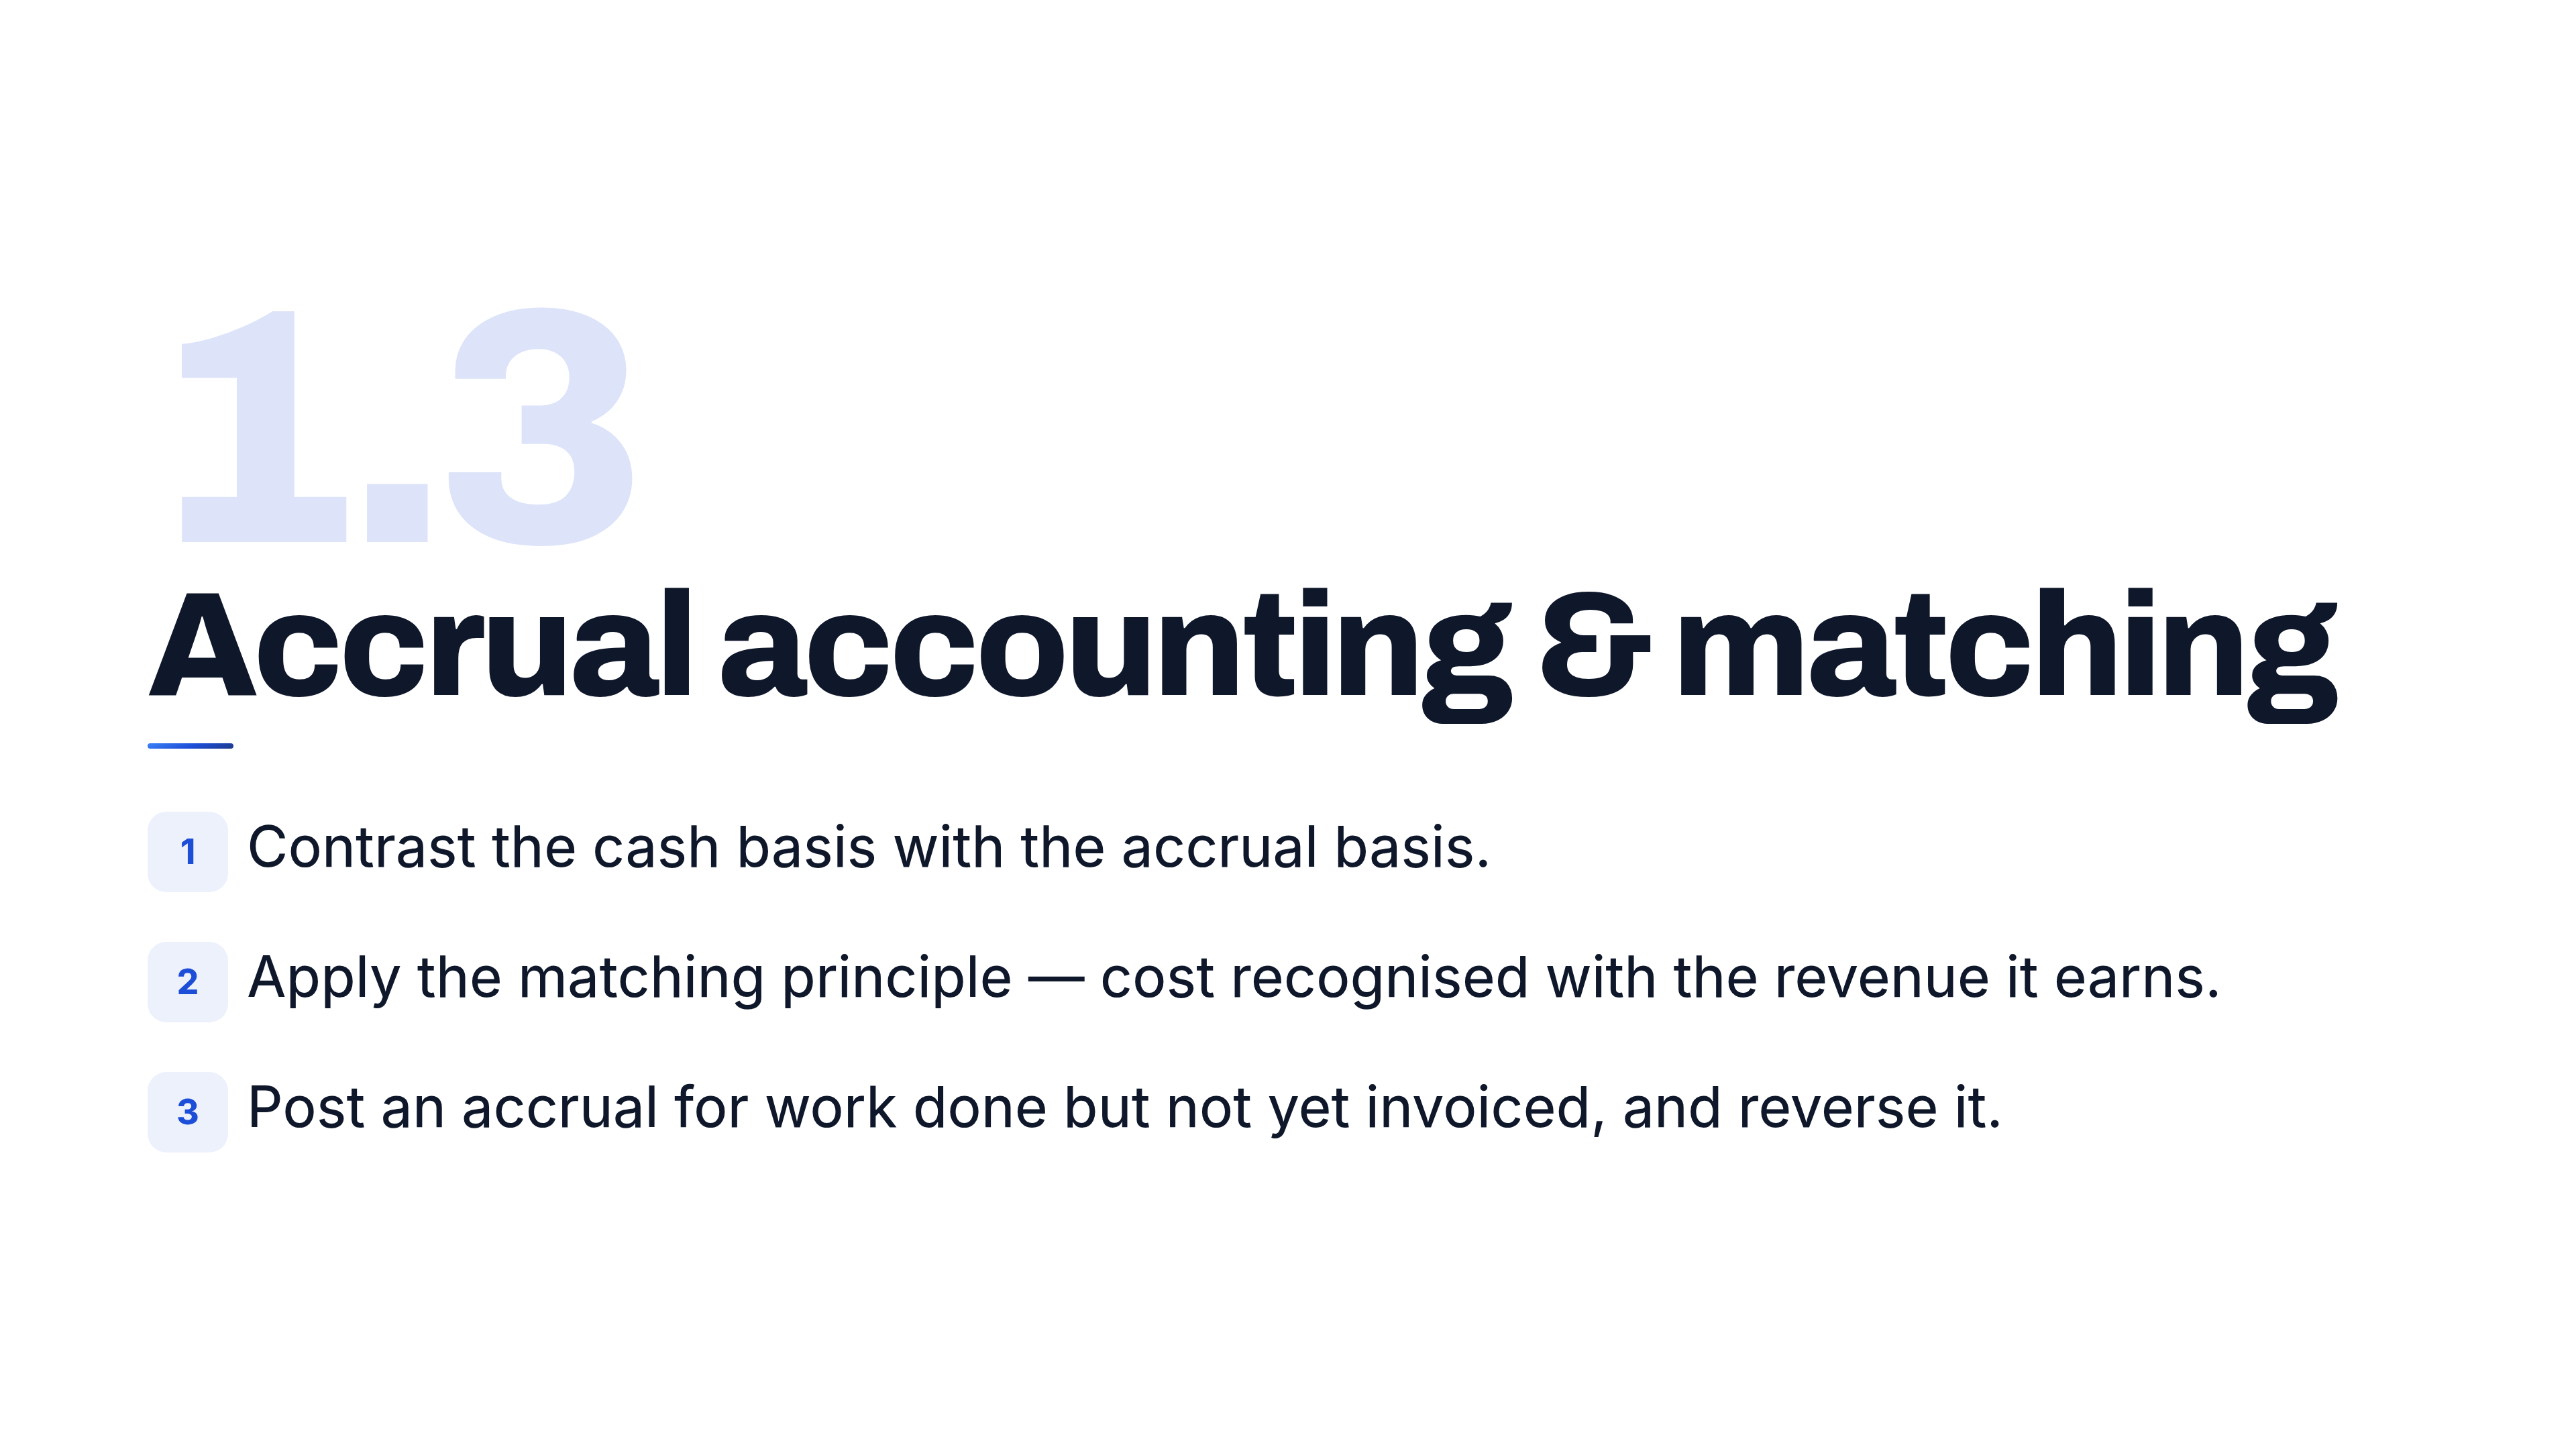 1.3
Accrual accounting & matching
1 Contrast the cash basis with the accrual basis.
2 Apply the matching principle — cost recognised with the revenue it earns.
3 Post an accrual for work done but not yet invoiced, and reverse it.